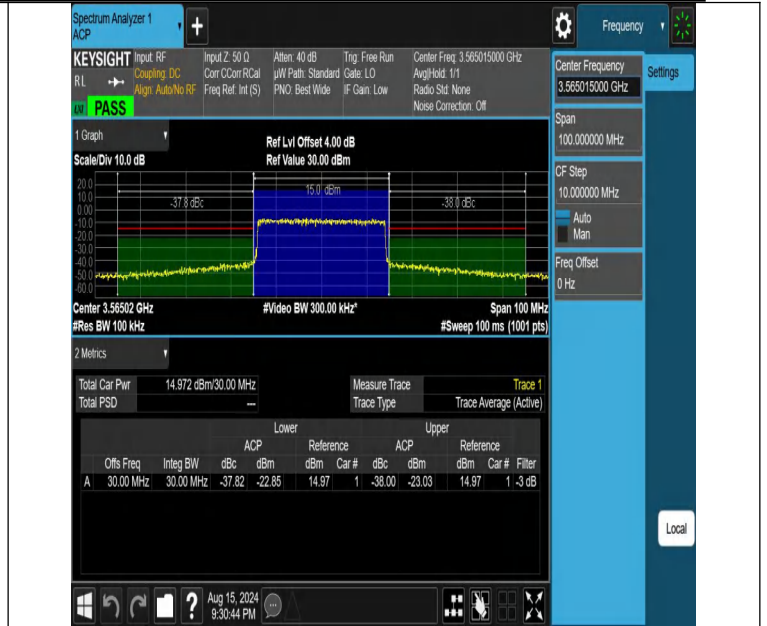 Spectrum Analyzer 1
ACP
Frequency
KEYSIGHT
RL
PASS
Input: RF
Coupling: DC
Align: Auto/No RF
Input Z: 50 Ω
Corr CCorr RCal
Freq Ref: Int (S)
Atten: 40 dB
µW Path: Standard
PNO: Best Wide
Trig: Free Run
Gate: LO
IF Gain: Low
Center Freq: 3.565015000 GHz
Avg|Hold: 1/1
Radio Std: None
Noise Correction: Off
Center Frequency
3.565015000 GHz
Settings
Span
100.000000 MHz
CF Step
10.000000 MHz
Auto
Man
Freq Offset
0 Hz
1 Graph
Scale/Div 10.0 dB
Ref Lvl Offset 4.00 dB
Ref Value 30.00 dBm
20.0
10.0
0.00
-10.0
-20.0
-30.0
-40.0
-50.0
-60.0
-37.8 dBc
15.0 dBm
-38.0 dBc
Center 3.56502 GHz
#Video BW 300.00 kHz*
Span 100 MHz
#Res BW 100 kHz
#Sweep 100 ms (1001 pts)
2 Metrics
Total Car Pwr 14.972 dBm/30.00 MHz
Total PSD ---
Measure Trace Trace 1
Trace Type Trace Average (Active)
Lower Upper
ACP Reference ACP Reference
Offs Freq Integ BW dBc dBm dBm Car # dBc dBm dBm Car # Filter
A 30.00 MHz 30.00 MHz -37.82 -22.85 14.97 1 -38.00 -23.03 14.97 1 -3 dB
Local
Aug 15, 2024
9:30:44 PM